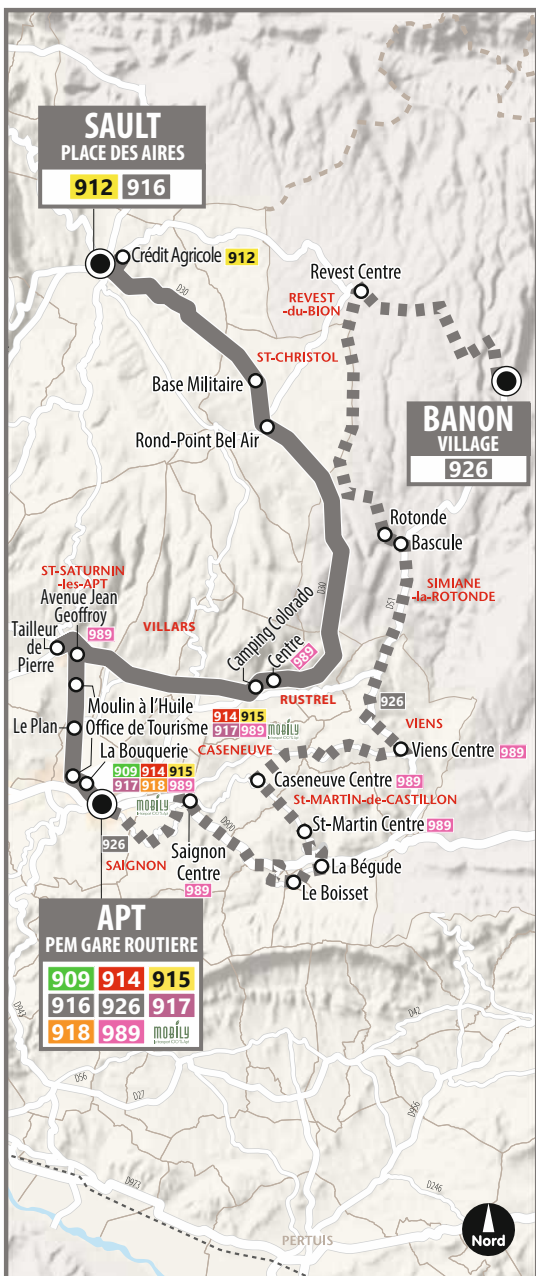 SAULT
PLACE DES AIRES
912 916
Crédit Agricole 912
D30
Revest Centre
REVEST
-du-BION
ST-CHRISTOL
Base Militaire
Rond-Point Bel Air
BANON
VILLAGE
926
Rotonde
Bascule
D51
SIMIANE
-la-ROTONDE
D30
ST-SATURNIN
-les-APT
Avenue Jean
Geoffroy
989
Tailleur
de
Pierre
VILLARS
Camping Colorado
Centre
989
RUSTREL
926
VIENS
Viens Centre 989
Moulin à l'Huile
Le Plan
Office de Tourisme
914 915
917 989 MOBiLY
La Bouquerie
909 914 915
917 918 989
MOBiLY
CASENEUVE
Caseneuve Centre 989
St-MARTIN-de-CASTILLON
St-Martin Centre 989
D900
La Bégude
Le Boisset
926
SAIGNON
Saignon
Centre
989
APT
PEM GARE ROUTIERE
909 914 915
916 926 917
918 989 MOBiLY
D943
D42
D56
D27
D956
D973
D246
PERTUIS
Nord